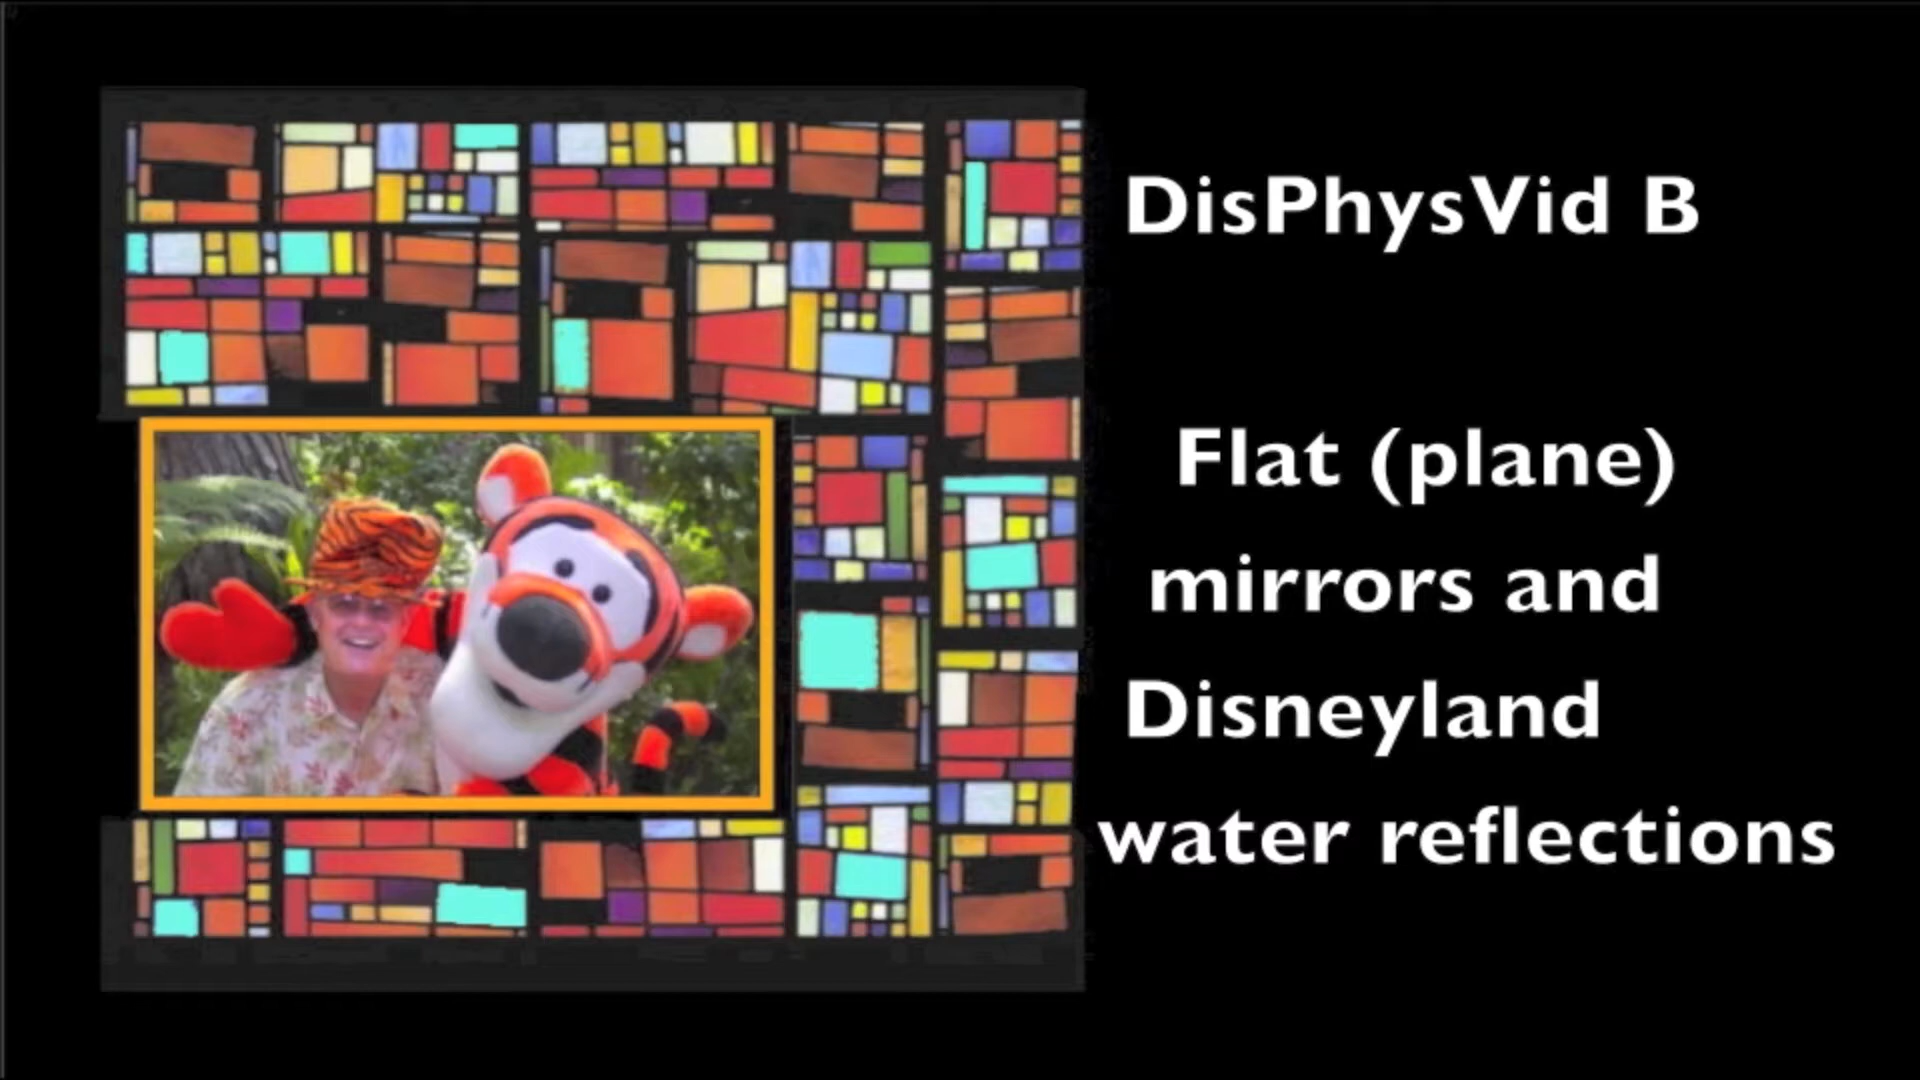 DisPhysVid B
Flat (plane)
mirrors and
Disneyland
water reflections